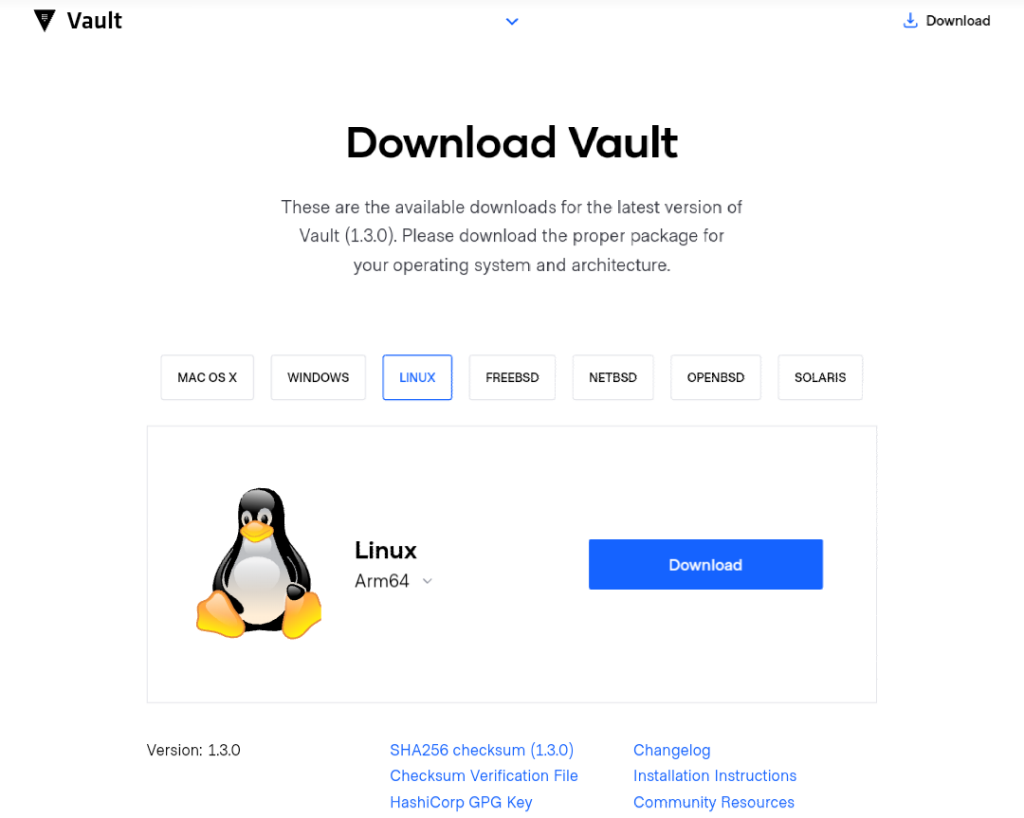 Vault
Download
Download Vault
These are the available downloads for the latest version of
Vault (1.3.0). Please download the proper package for
your operating system and architecture.
MAC OS X
WINDOWS
LINUX
FREEBSD
NETBSD
OPENBSD
SOLARIS
Linux
Arm64
Download
Version: 1.3.0
SHA256 checksum (1.3.0)
Checksum Verification File
HashiCorp GPG Key
Changelog
Installation Instructions
Community Resources